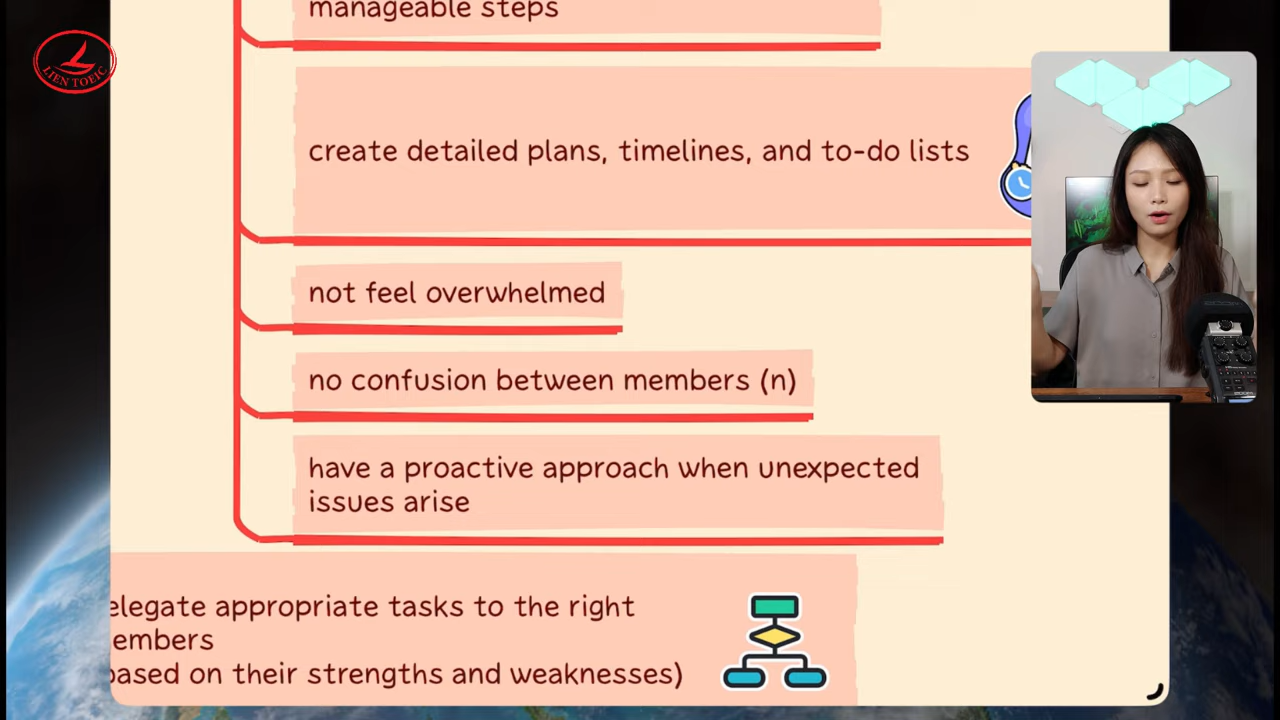 manageable steps
LIEN TOEIC
create detailed plans, timelines, and to-do lists
not feel overwhelmed
no confusion between members (n)
have a proactive approach when unexpected
issues arise
elegate appropriate tasks to the right
embers
based on their strengths and weaknesses)